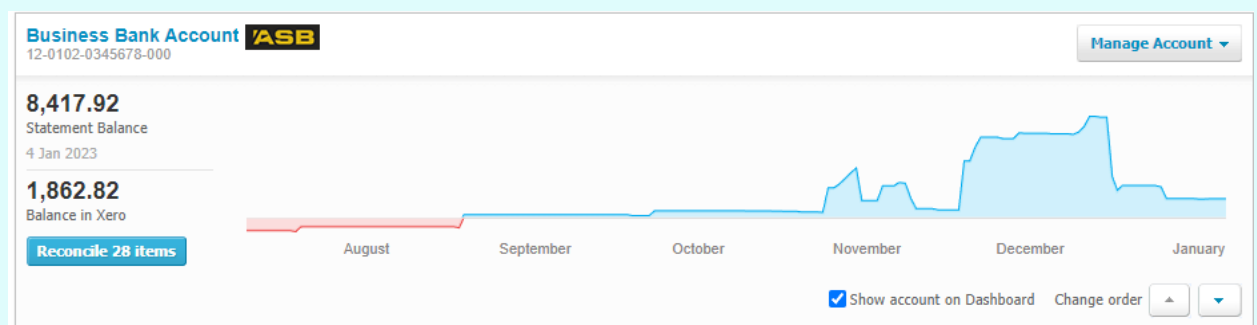 Business Bank Account ASB
12-0102-0345678-000
Manage Account
8,417.92
Statement Balance
4 Jan 2023
1,862.82
Balance in Xero
Reconcile 28 items
August September October November December January
Show account on Dashboard Change order